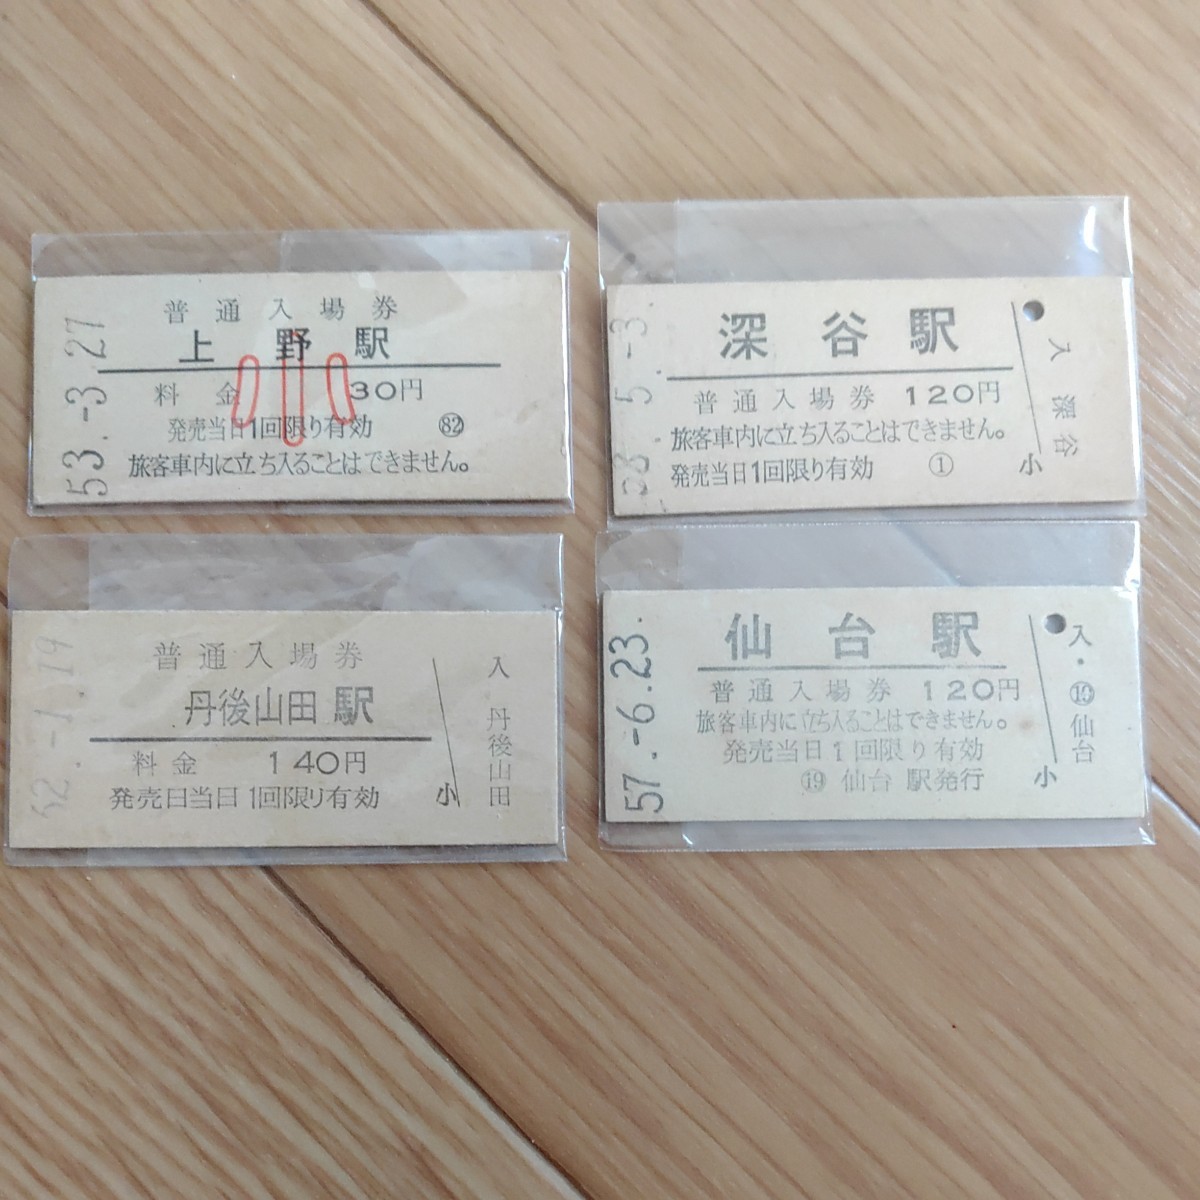 53.-3.27
普通入場券
上野駅
小
料金 30円
発売当日1回限り有効 82
旅客車内に立ち入ることはできません。
5.-3
深谷駅
普通入場券 120円
旅客車内に立ち入ることはできません。
発売当日1回限り有効 ①
小
入 深谷
62.-1.19
普通入場券
丹後山田駅
料金 140円
発売日当日1回限り有効
小
入 丹後山田
57.-6.23.
仙台駅
普通入場券 120円
旅客車内に立ち入ることはできません。
発売当日1回限り有効
⑲ 仙台 駅発行
小
入・⑩仙台